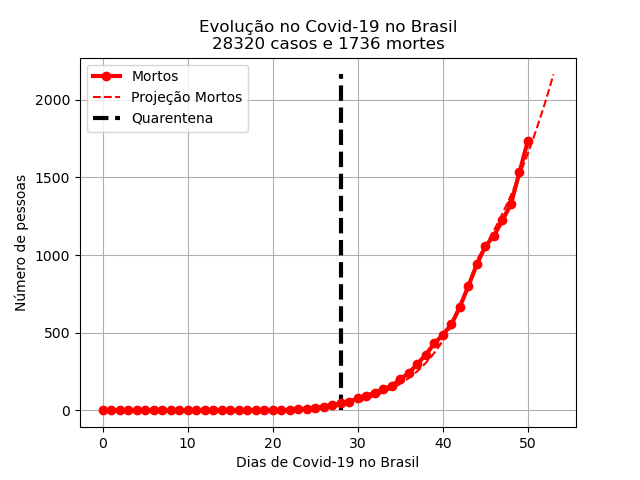 Evolução no Covid-19 no Brasil
28320 casos e 1736 mortes
Mortos
Projeção Mortos
Quarentena
Número de pessoas
2000
1500
1000
500
0
0 10 20 30 40 50
Dias de Covid-19 no Brasil